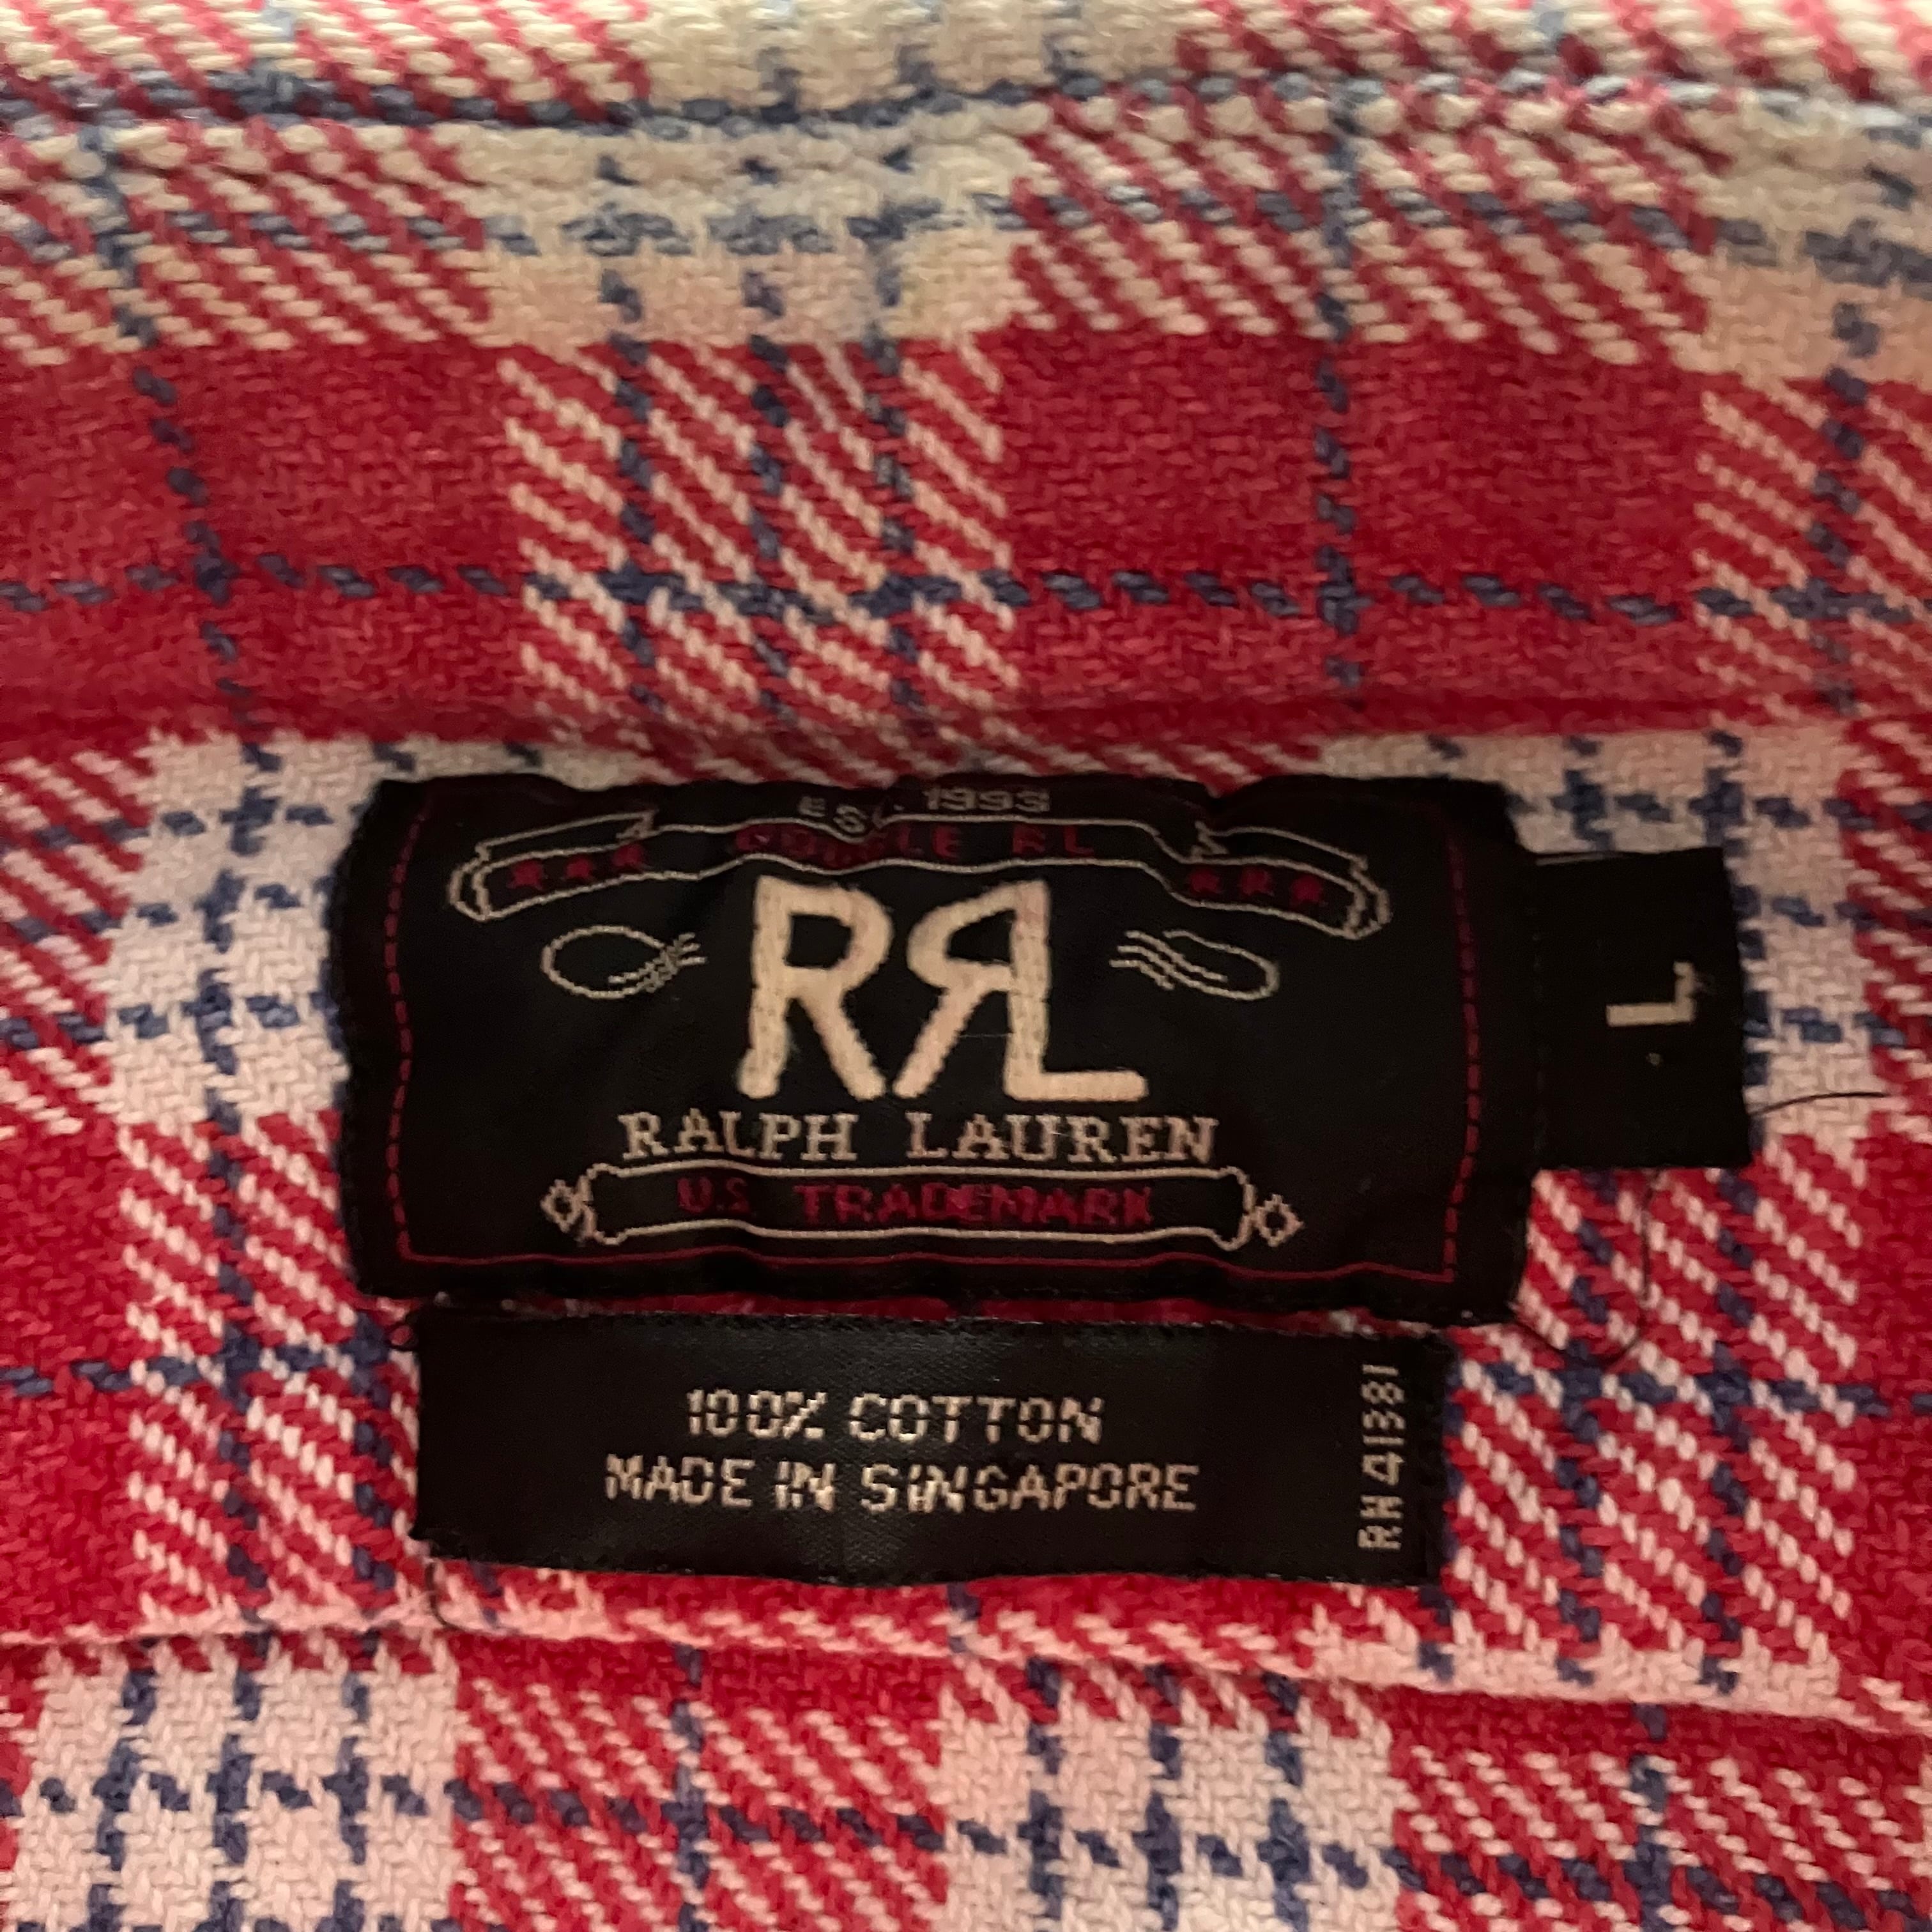 EST. 1993
DOUBLE RL
RRL
RALPH LAUREN
U.S. TRADEMARK
L
100% COTTON
MADE IN SINGAPORE
RN 41381